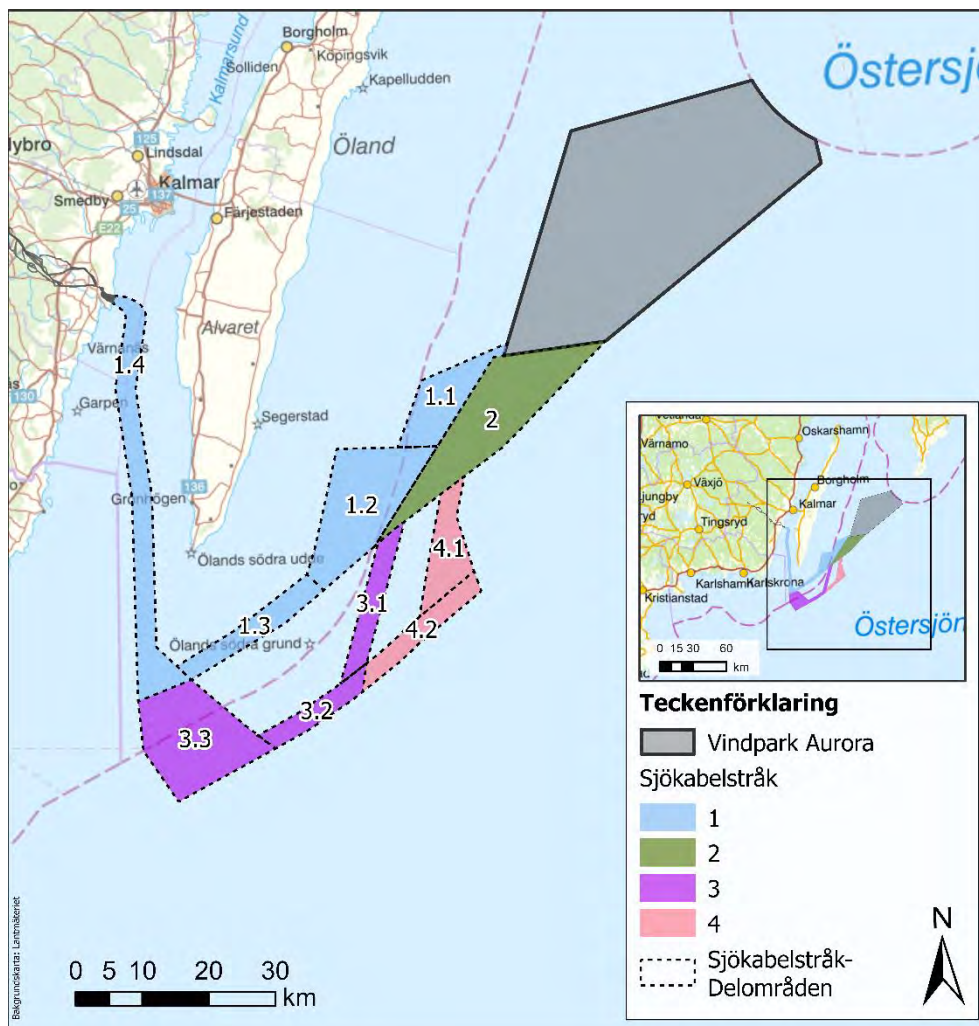 Borgholm
Köpingsvik
Solliden
Kapelludden
Östersjö
Kalmarsund
125
Lindsdal
Öland
Kalmar
137
Smedby
25
Färjestaden
E22
Alvaret
Värnanäs
1.4
1.1
130
Garpen
Segerstad
2
136
1.2
Grönhögen
Ölands södra udde
4.1
3.1
1.3
4.2
Ölands södra grund
3.2
3.3
Oskarshamn
Värnamo
Växjö
Borgholm
Kalmar
Tingsryd
Karlshamn
Karlskrona
Kristianstad
Östersjön
0 15 30 60
km
Teckenförklaring
Vindpark Aurora
Sjökabelstråk
1
2
3
4
Sjökabelstråk-
Delområden
N
0 5 10 20 30
km
Bakgrundskarta: Lantmäteriet